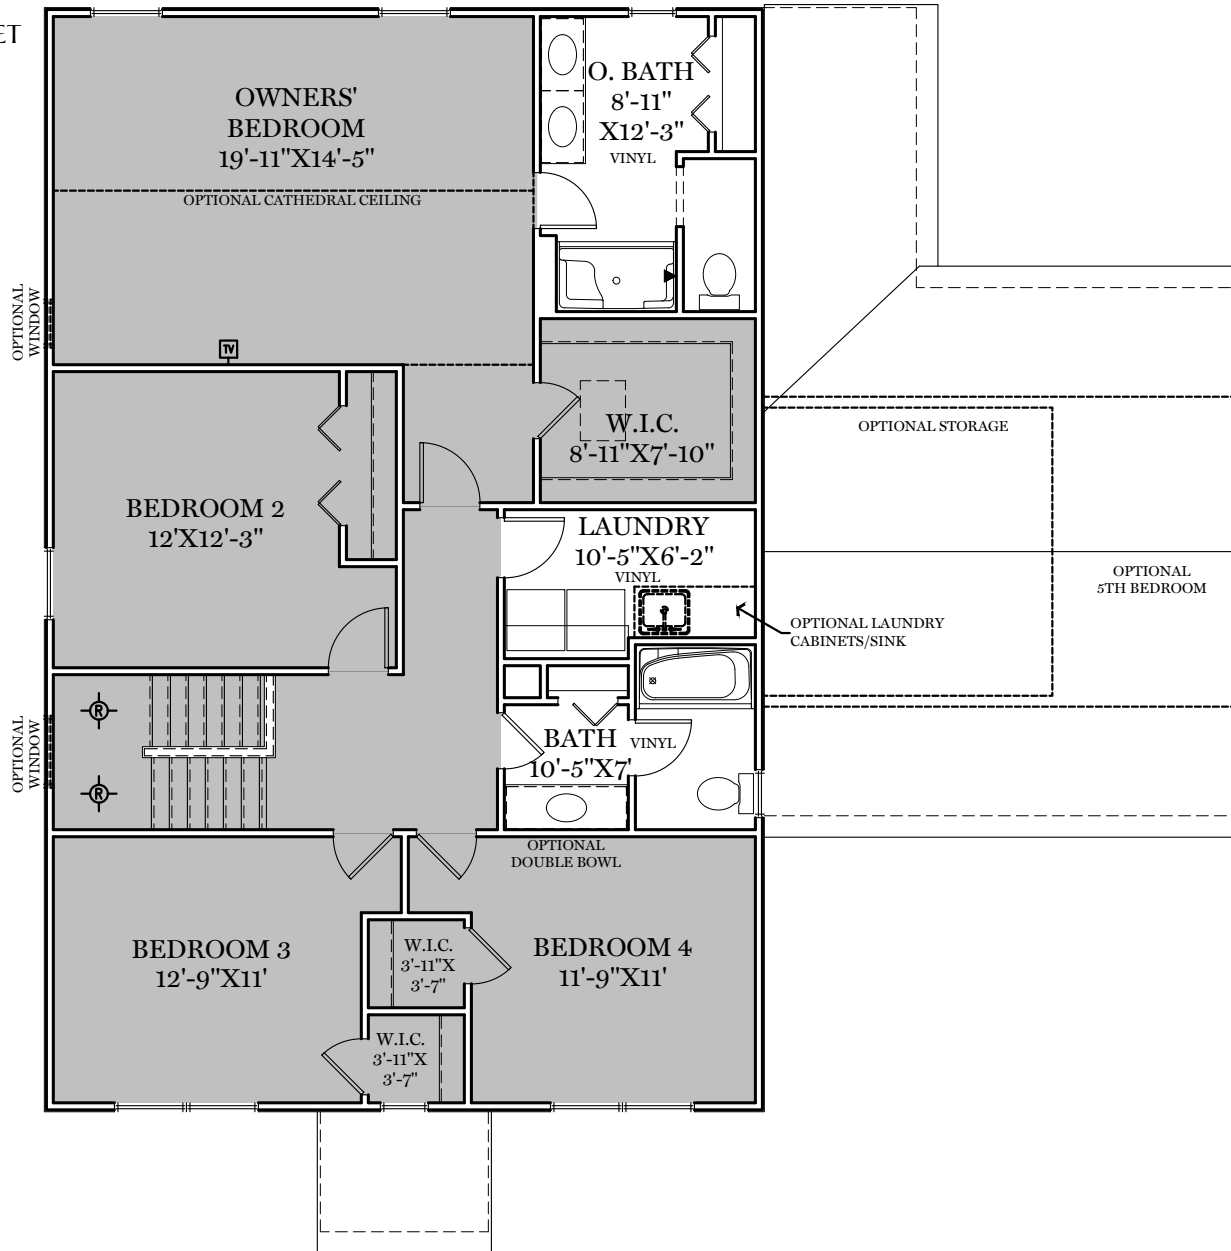 OWNERS'
BEDROOM
19'-11"X14'-5"
OPTIONAL CATHEDRAL CEILING
O. BATH
8'-11"
X12'-3"
VINYL
OPTIONAL
WINDOW
TV
W.I.C.
8'-11"X7'-10"
OPTIONAL STORAGE
BEDROOM 2
12'X12'-3"
LAUNDRY
10'-5"X6'-2"
VINYL
OPTIONAL
5TH BEDROOM
OPTIONAL LAUNDRY
CABINETS/SINK
OPTIONAL
WINDOW
R
R
BATH
VINYL
10'-5"X7'
OPTIONAL
DOUBLE BOWL
BEDROOM 3
12'-9"X11'
W.I.C.
3'-11"X
3'-7"
BEDROOM 4
11'-9"X11'
W.I.C.
3'-11"X
3'-7"